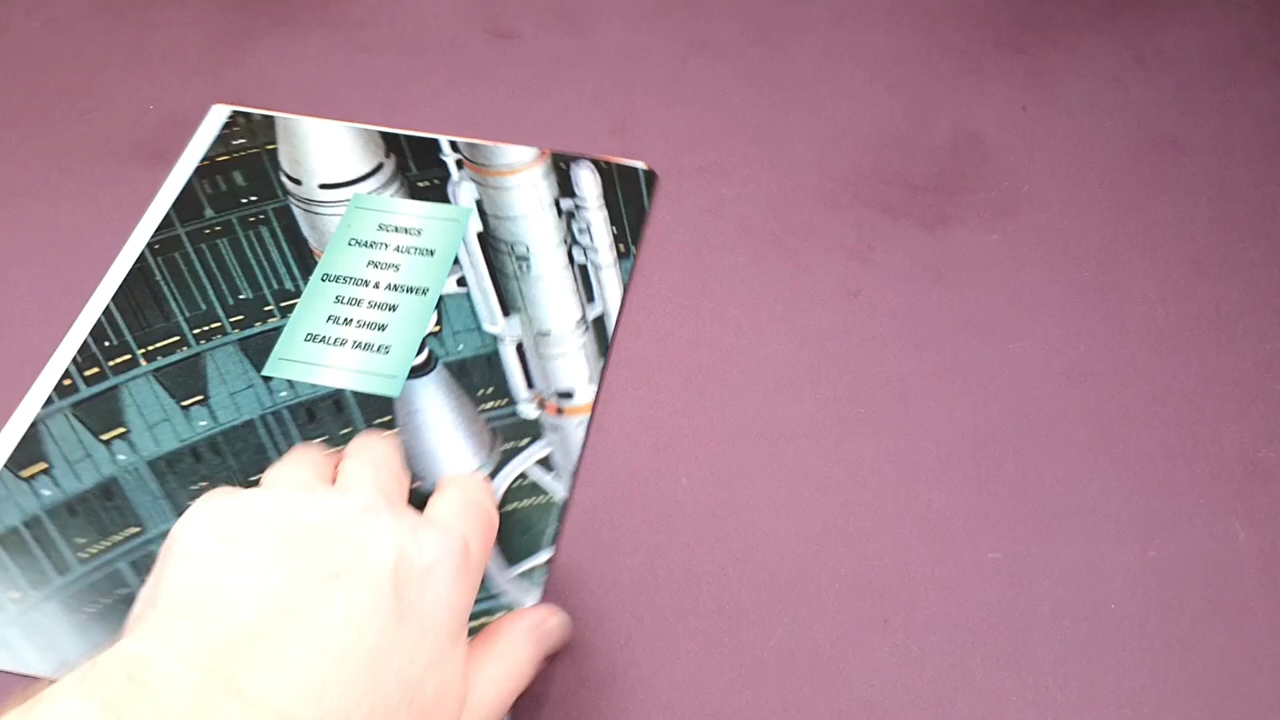 SIGNINGS
CHARITY AUCTION
PROPS
QUESTION & ANSWER
SLIDE SHOW
FILM SHOW
DEALER TABLES